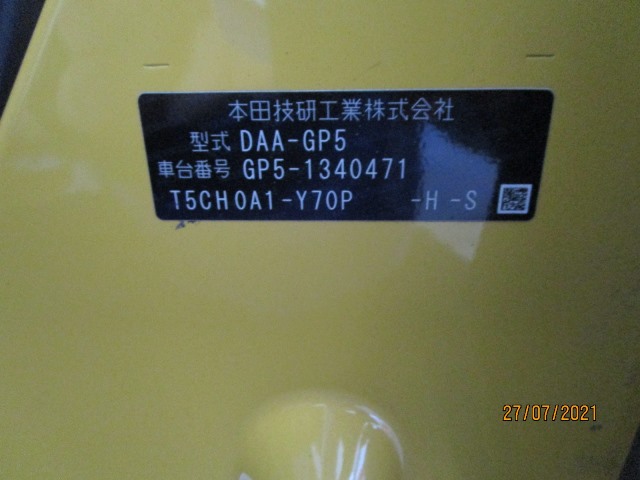 本田技研工業株式会社
型式 DAA-GP5
車台番号 GP5-1340471
T5CH0A1-Y70P -H -S
27/07/2021